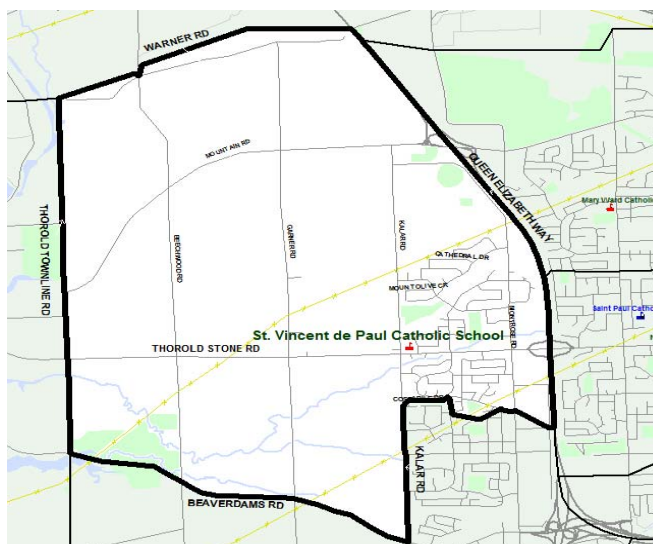 WARNER RD
MOUNTAIN RD
QUEEN ELIZABETH WAY
Mary Ward Catholic
THOROLD TOWNLINE RD
BEECHWOOD RD
GARNER RD
KALAR RD
CATHEDRAL DR
MOUNT OLIVE CR
MONTROSE RD
Saint Paul Catho
St. Vincent de Paul Catholic School
THOROLD STONE RD
KALAR RD
BEAVERDAMS RD